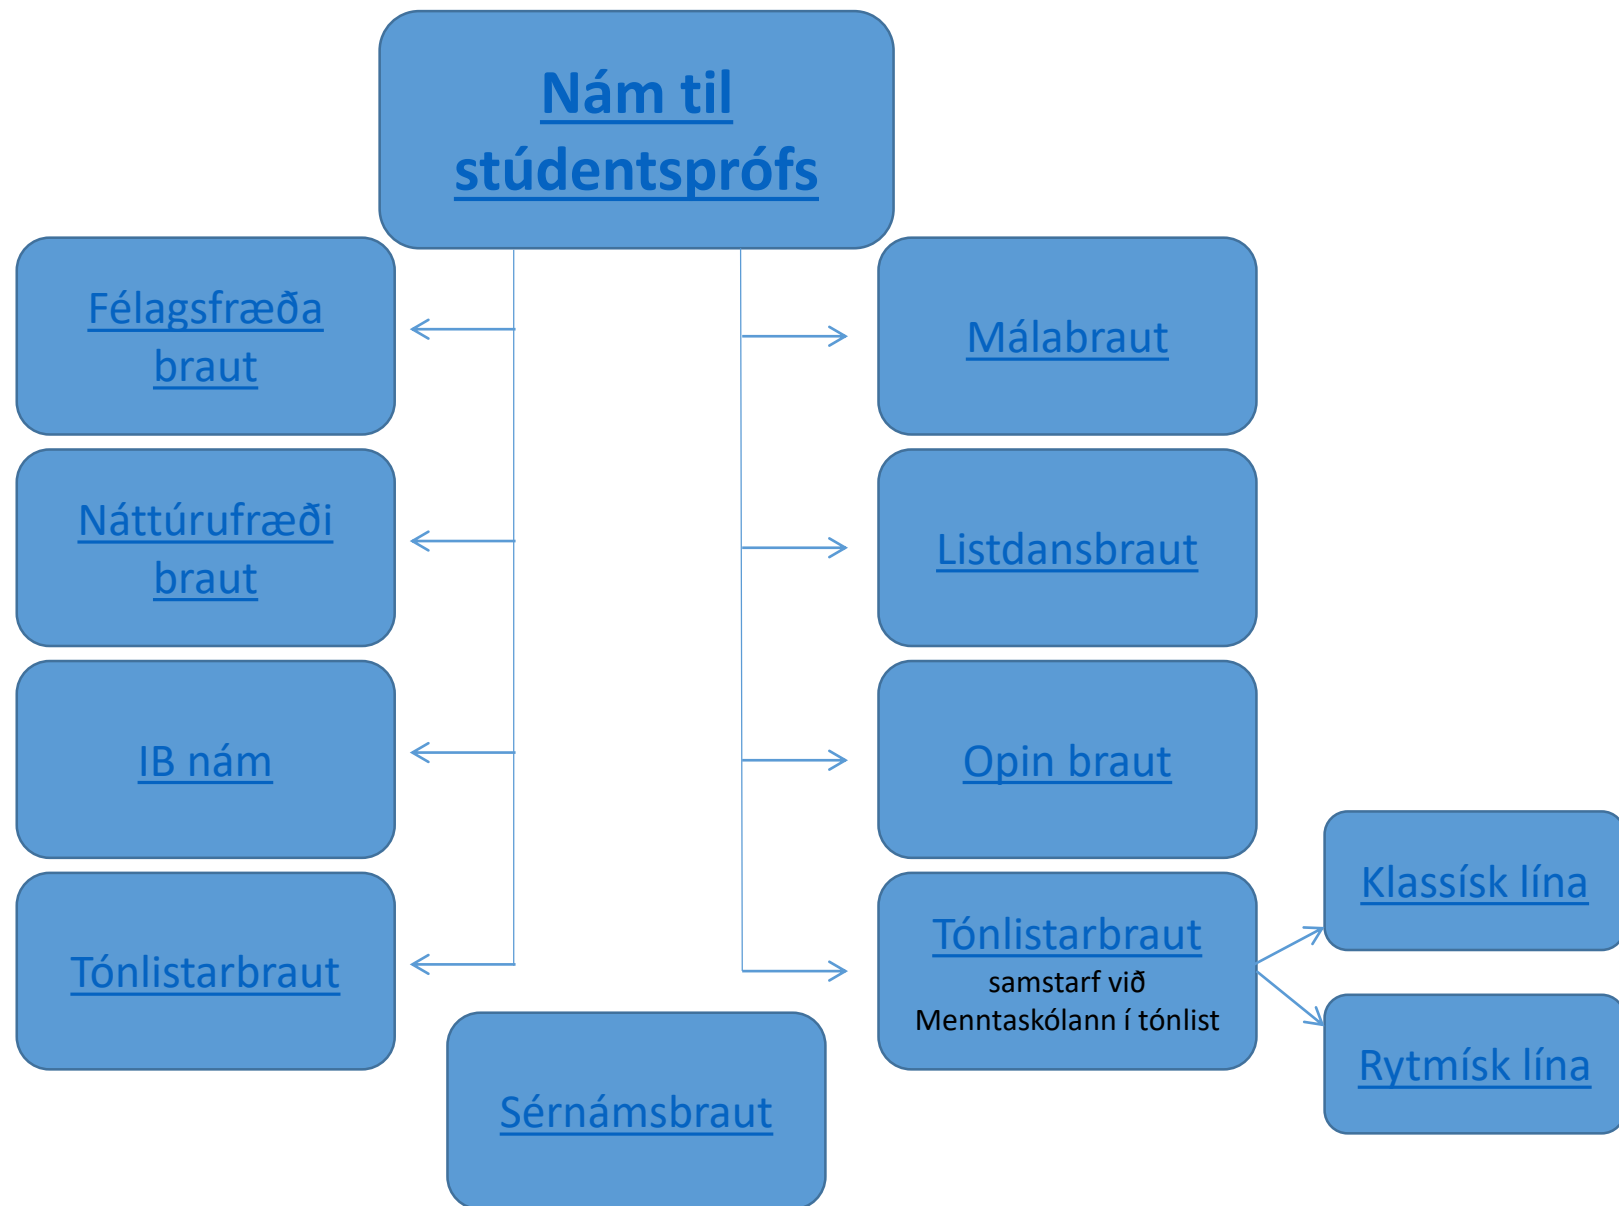 Nám til
stúdentsprófs
Félagsfræða
braut
Málabraut
Náttúrufræði
braut
Listdansbraut
IB nám
Opin braut
Klassísk lína
Tónlistarbraut
Tónlistarbraut
samstarf við
Menntaskólann í tónlist
Rytmísk lína
Sérnámsbraut